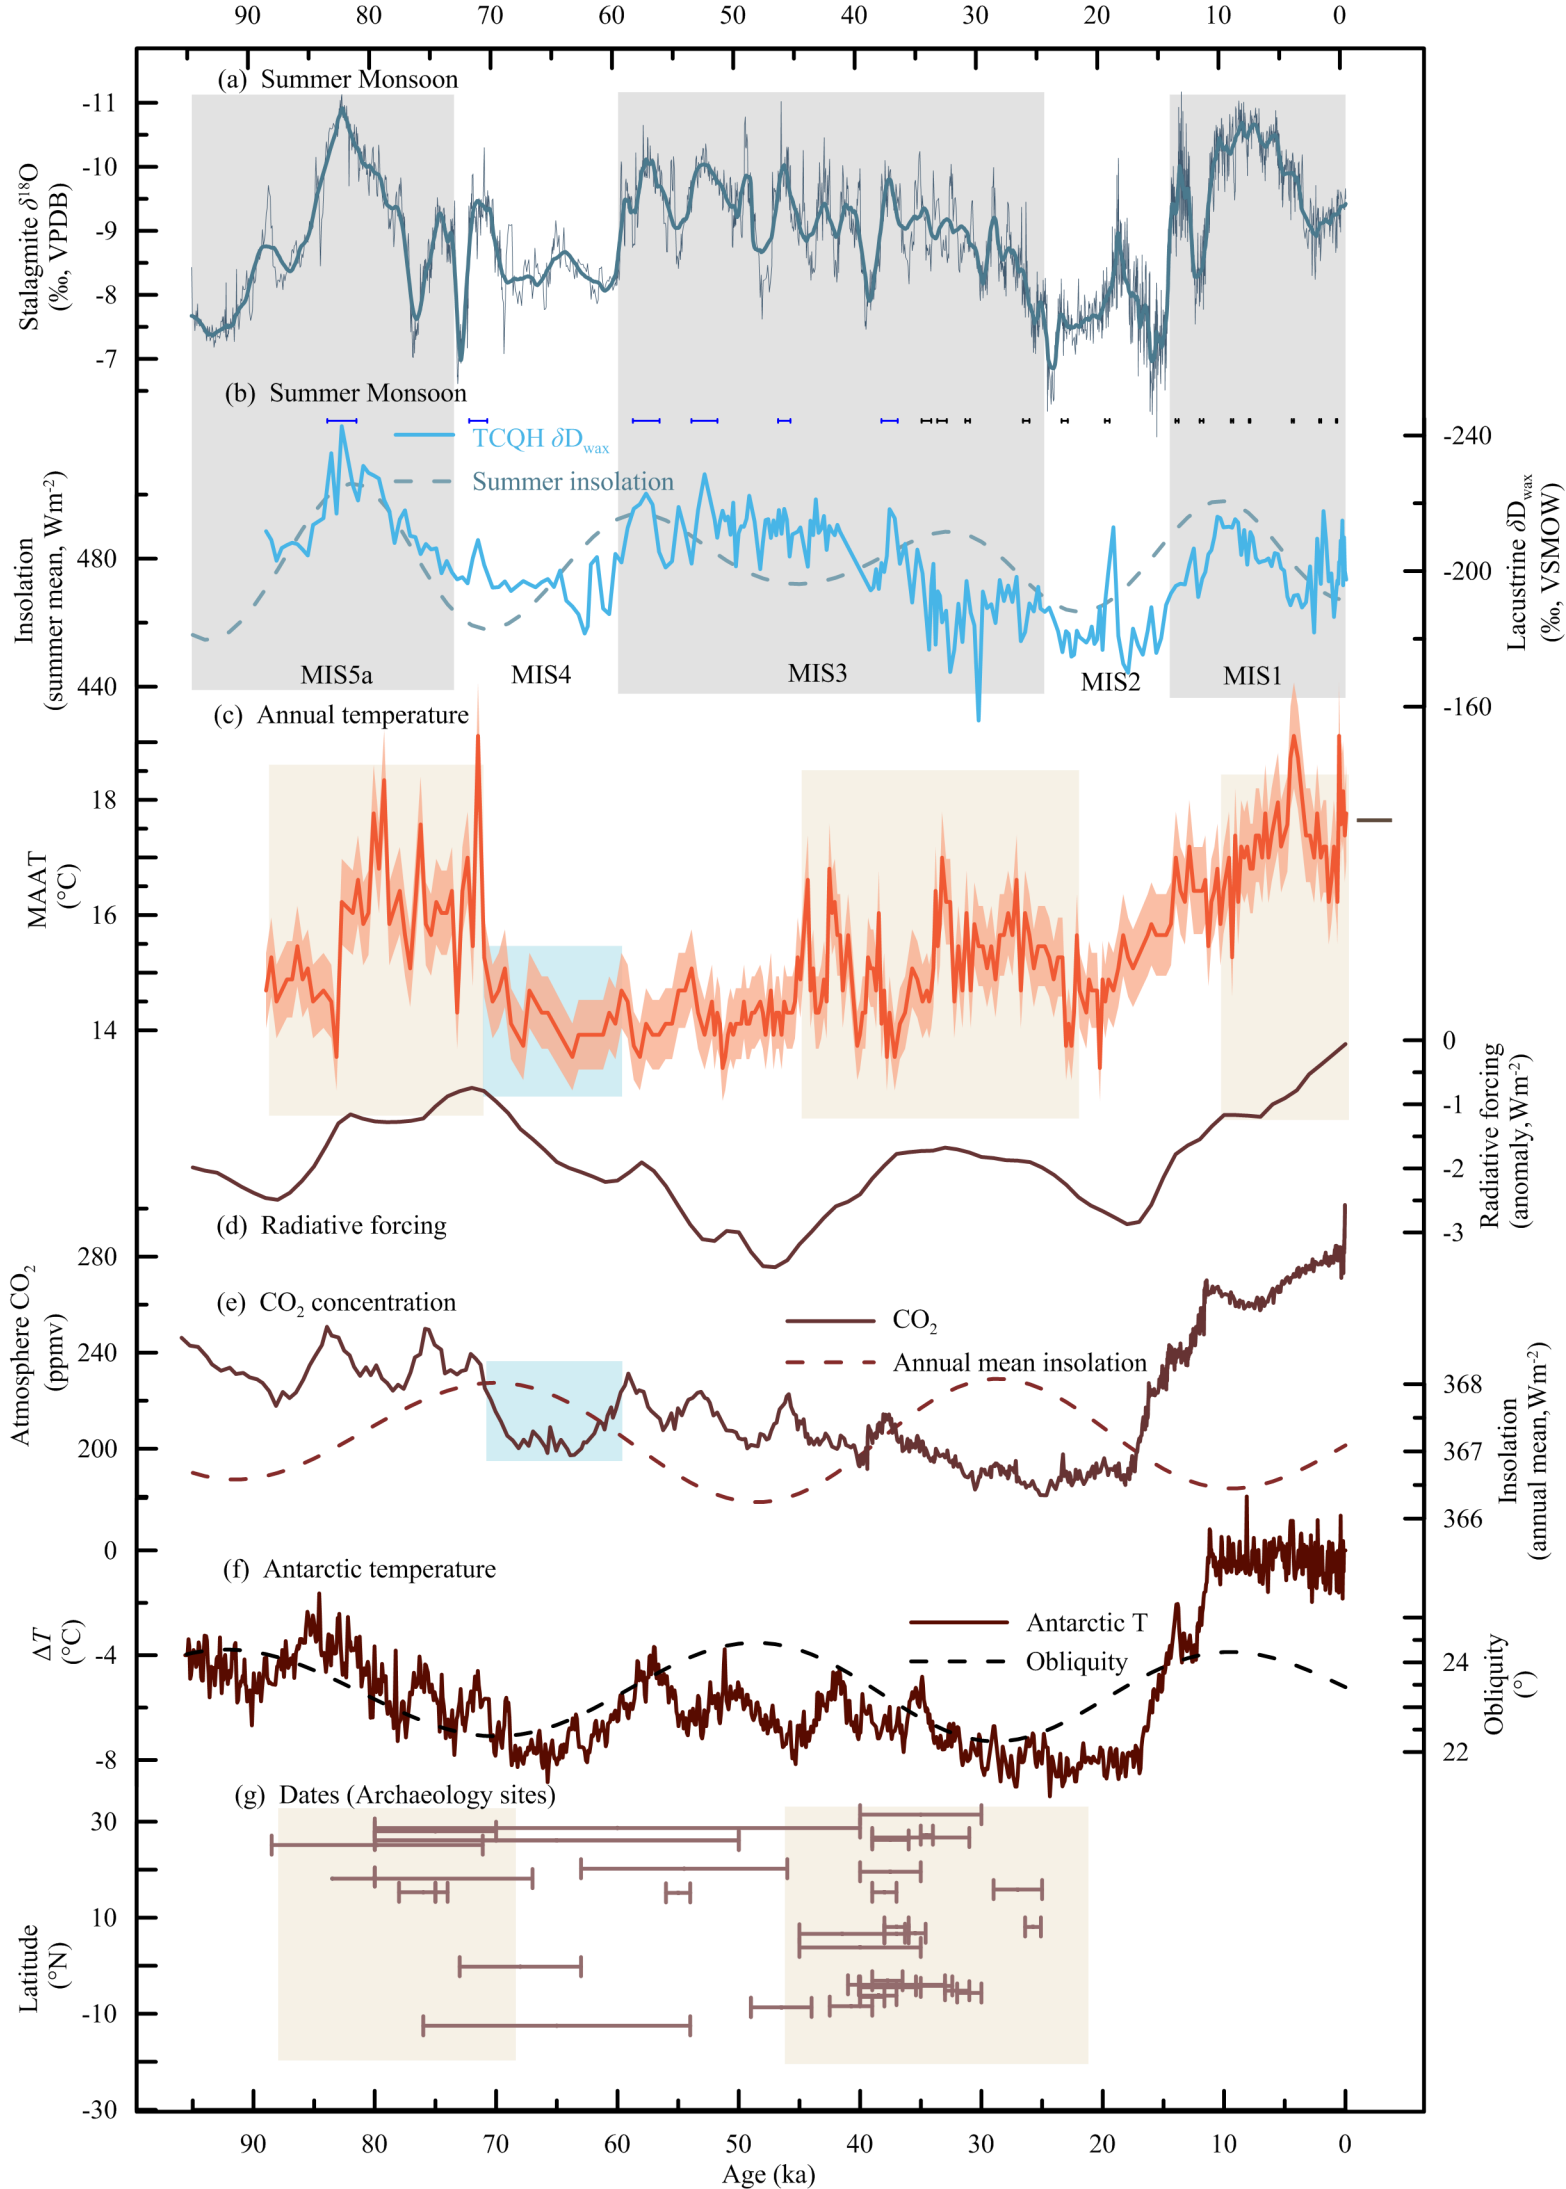 90 80 70 60 50 40 30 20 10 0
(a) Summer Monsoon
-11
-10
-9
-8
-7
Stalagmite δ¹⁸O
(‰, VPDB)
(b) Summer Monsoon
TCQH δD_wax
Summer insolation
480
440
Insolation
(summer mean, Wm⁻²)
-240
-200
-160
Lacustrine δD_wax
(‰, VSMOW)
MIS5a MIS4 MIS3 MIS2 MIS1
(c) Annual temperature
18
16
14
MAAT
(°C)
0
-1
-2
-3
Radiative forcing
(anomaly,Wm⁻²)
(d) Radiative forcing
280
240
200
Atmosphere CO₂
(ppmv)
(e) CO₂ concentration
CO₂
Annual mean insolation
368
367
366
Insolation
(annual mean,Wm⁻²)
0
-4
-8
ΔT
(°C)
(f) Antarctic temperature
Antarctic T
Obliquity
24
22
Obliquity
(°)
(g) Dates (Archaeology sites)
30
10
-10
-30
Latitude
(°N)
90 80 70 60 50 40 30 20 10 0
Age (ka)